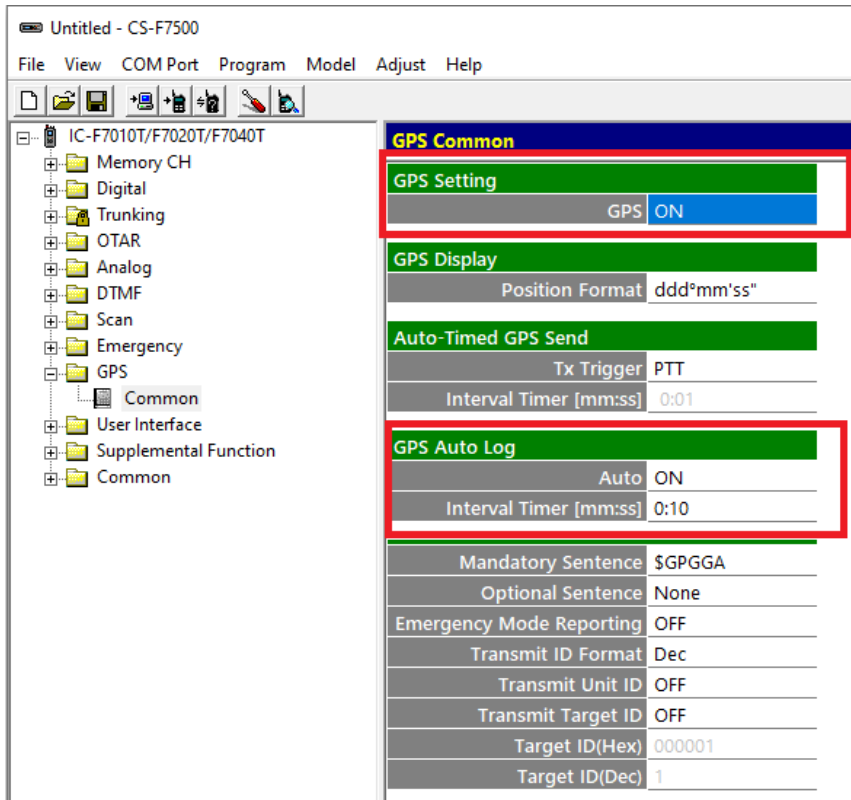 Untitled - CS-F7500
File View COM Port Program Model Adjust Help
IC-F7010T/F7020T/F7040T
Memory CH
Digital
Trunking
OTAR
Analog
DTMF
Scan
Emergency
GPS
Common
User Interface
Supplemental Function
Common
GPS Common
GPS Setting
GPS ON
GPS Display
Position Format ddd°mm'ss"
Auto-Timed GPS Send
Tx Trigger PTT
Interval Timer [mm:ss] 0:01
GPS Auto Log
Auto ON
Interval Timer [mm:ss] 0:10
Mandatory Sentence $GPGGA
Optional Sentence None
Emergency Mode Reporting OFF
Transmit ID Format Dec
Transmit Unit ID OFF
Transmit Target ID OFF
Target ID(Hex) 000001
Target ID(Dec) 1